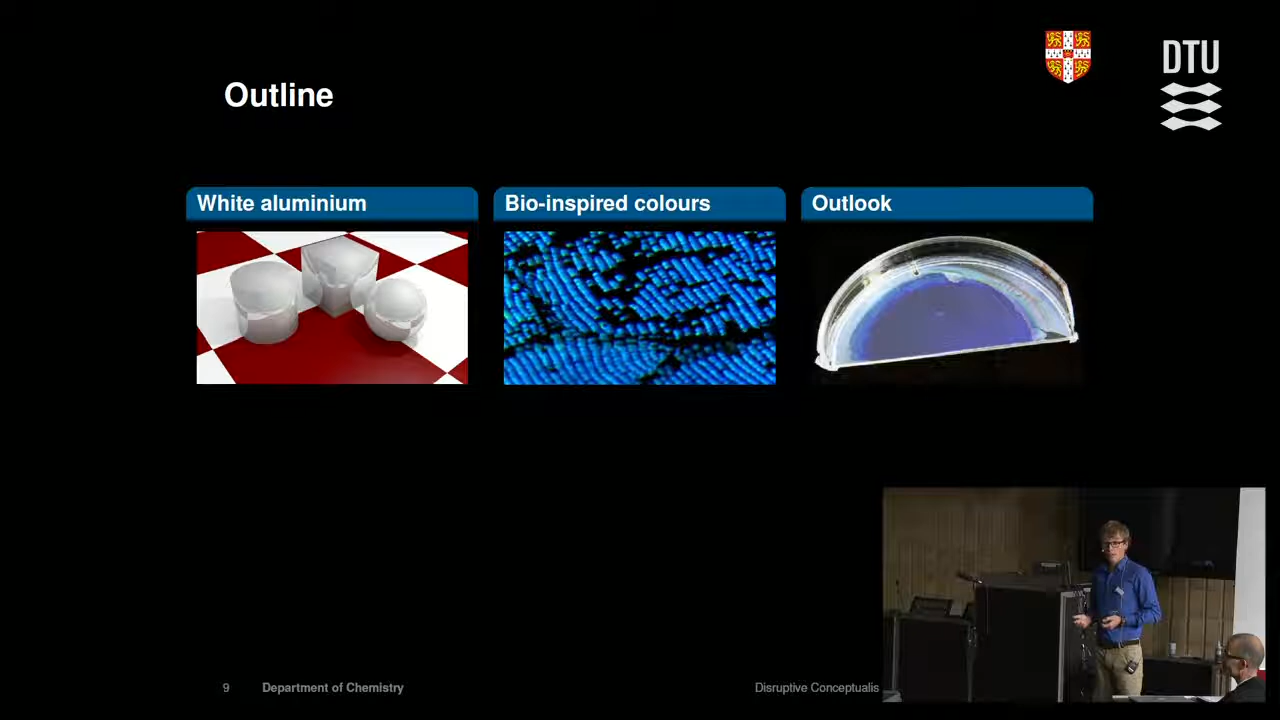 DTU
Outline
White aluminium
Bio-inspired colours
Outlook
9 Department of Chemistry
Disruptive Conceptualis